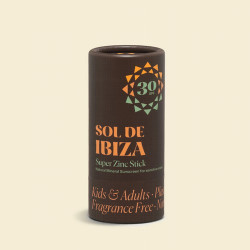 30
SOL DE
IBIZA
Super Zinc Stick
Kids & Adults ·
Fragrance Free ·